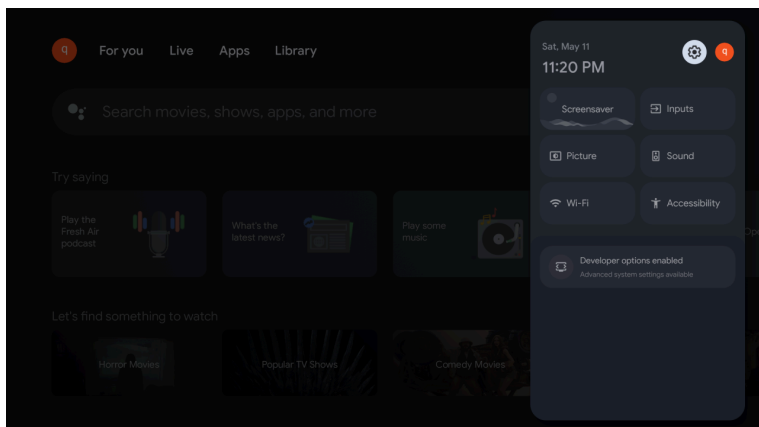 q
For you
Live
Apps
Library
Search movies, shows, apps, and more
Try saying
Play the
Fresh Air
podcast
What's the
latest news?
Play some
music
Ope
Let's find something to watch
Horror Movies
Popular TV Shows
Comedy Movies
Sat, May 11
11:20 PM
q
Screensaver
Inputs
Picture
Sound
Wi-Fi
Accessibility
Developer options enabled
Advanced system settings available